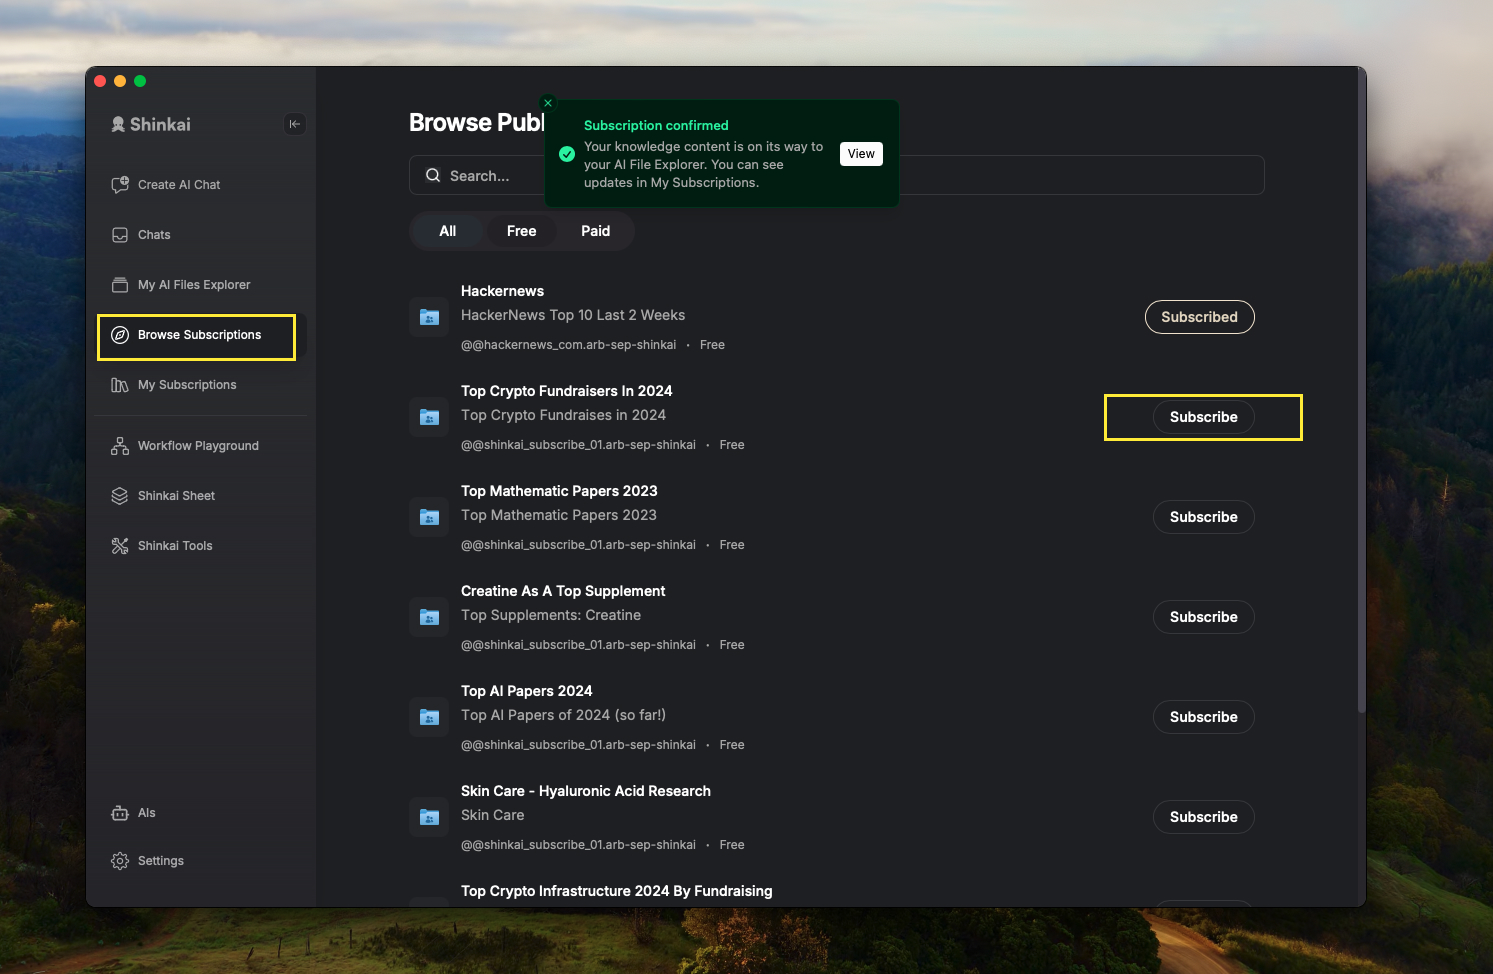 Shinkai
Create AI Chat
Chats
My AI Files Explorer
Browse Subscriptions
My Subscriptions
Workflow Playground
Shinkai Sheet
Shinkai Tools
AIs
Settings
Browse Publ
Subscription confirmed
Your knowledge content is on its way to
your AI File Explorer. You can see
updates in My Subscriptions.
View
Search...
All Free Paid
Hackernews
HackerNews Top 10 Last 2 Weeks
@@hackernews_com.arb-sep-shinkai • Free
Subscribed
Top Crypto Fundraisers In 2024
Top Crypto Fundraises in 2024
@@shinkai_subscribe_01.arb-sep-shinkai • Free
Subscribe
Top Mathematic Papers 2023
Top Mathematic Papers 2023
@@shinkai_subscribe_01.arb-sep-shinkai • Free
Subscribe
Creatine As A Top Supplement
Top Supplements: Creatine
@@shinkai_subscribe_01.arb-sep-shinkai • Free
Subscribe
Top AI Papers 2024
Top AI Papers of 2024 (so far!)
@@shinkai_subscribe_01.arb-sep-shinkai • Free
Subscribe
Skin Care - Hyaluronic Acid Research
Skin Care
@@shinkai_subscribe_01.arb-sep-shinkai • Free
Subscribe
Top Crypto Infrastructure 2024 By Fundraising